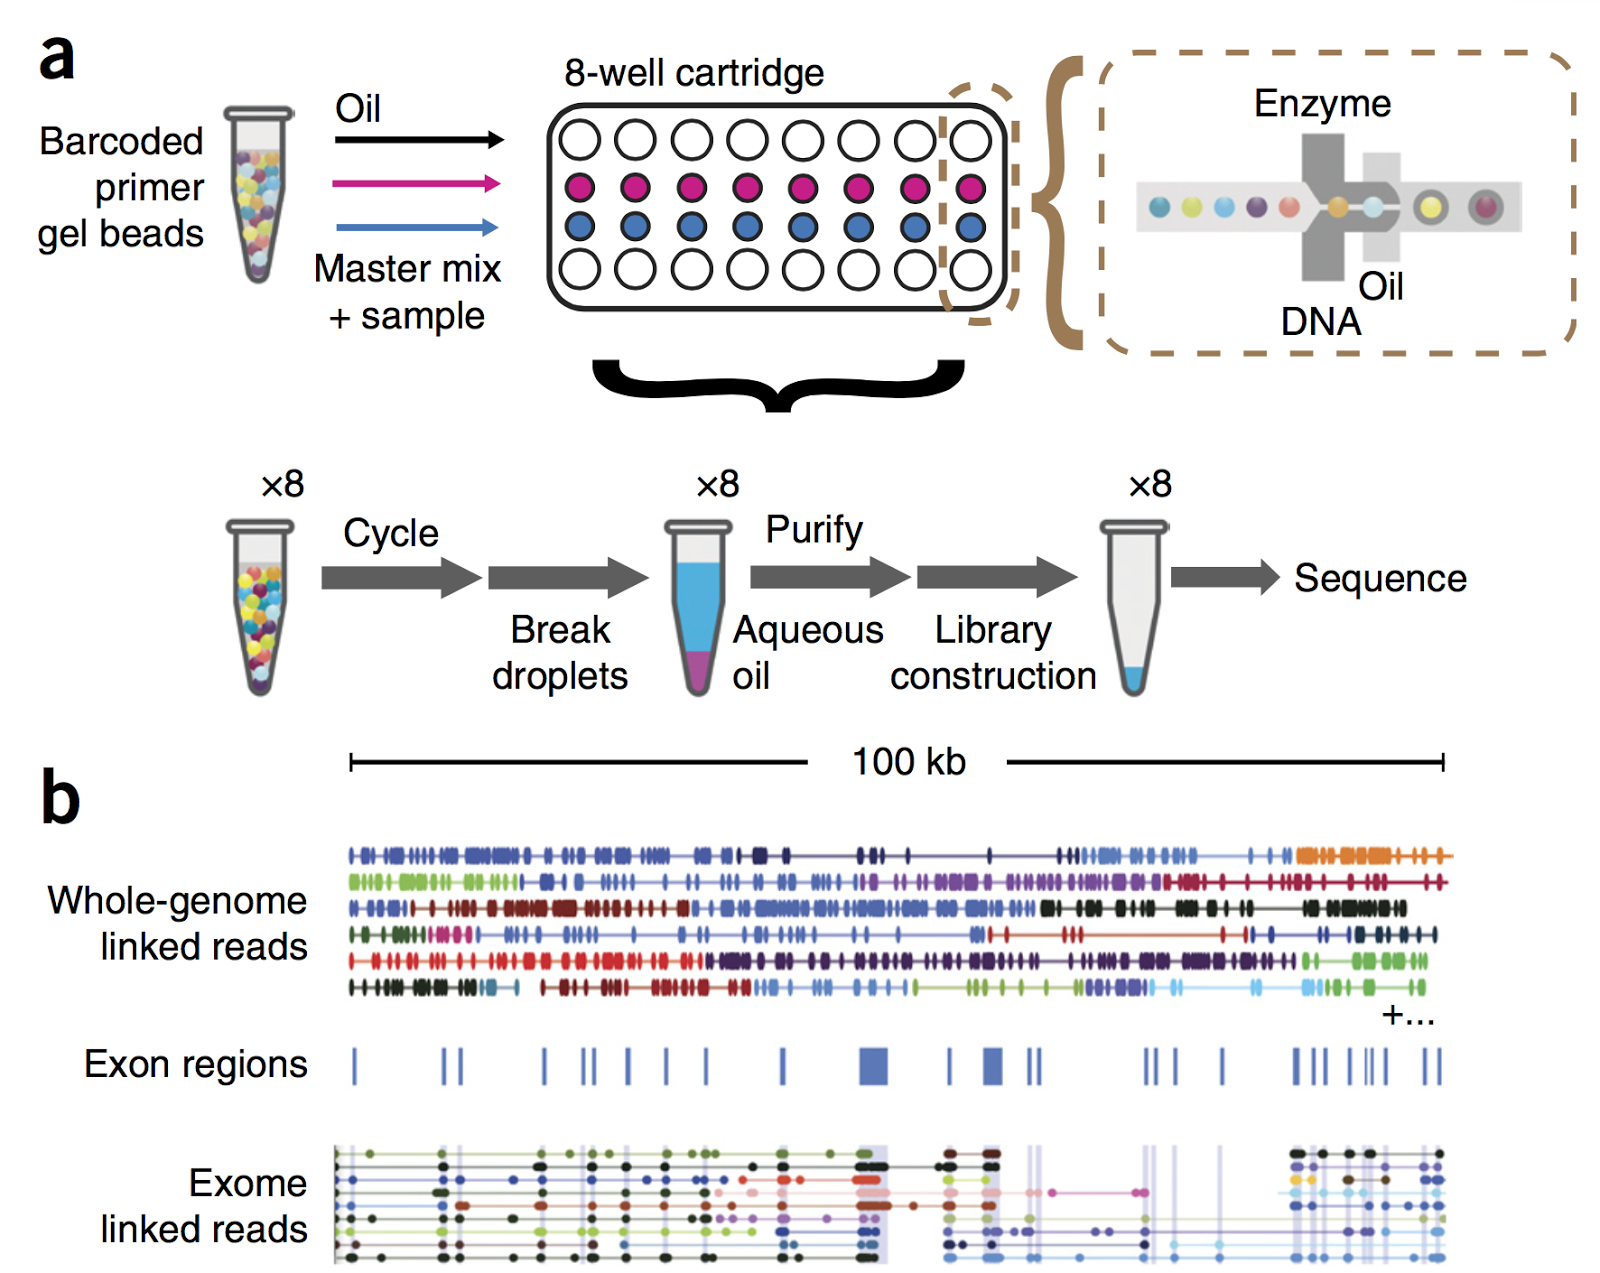 a
8-well cartridge
Oil
Barcoded
primer
gel beads
Master mix
+ sample
Enzyme
Oil
DNA
×8
×8
×8
Cycle
Break
droplets
Purify
Aqueous
oil
Library
construction
Sequence
100 kb
b
Whole-genome
linked reads
+...
Exon regions
Exome
linked reads